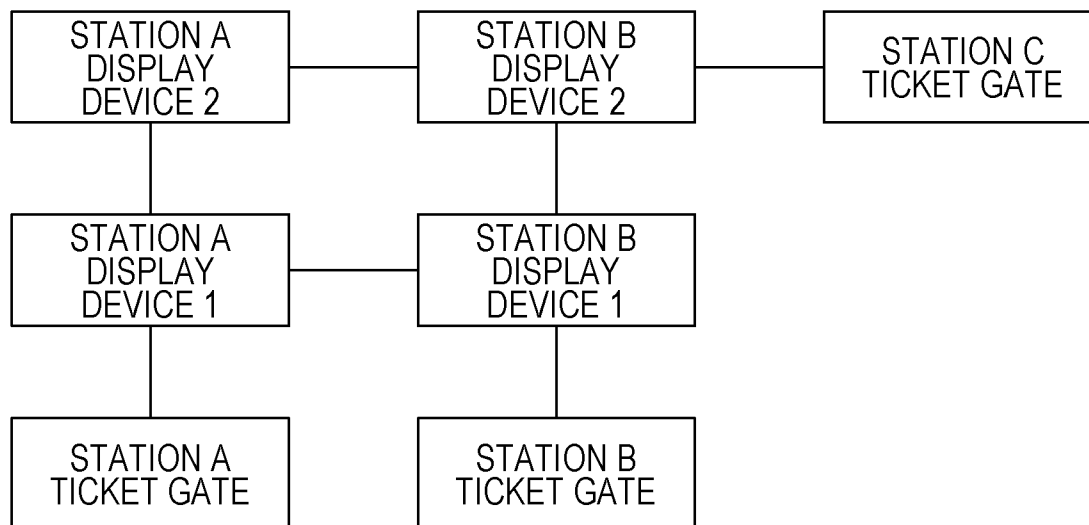 STATION A
DISPLAY
DEVICE 2
STATION B
DISPLAY
DEVICE 2
STATION C
TICKET GATE
STATION A
DISPLAY
DEVICE 1
STATION B
DISPLAY
DEVICE 1
STATION A
TICKET GATE
STATION B
TICKET GATE